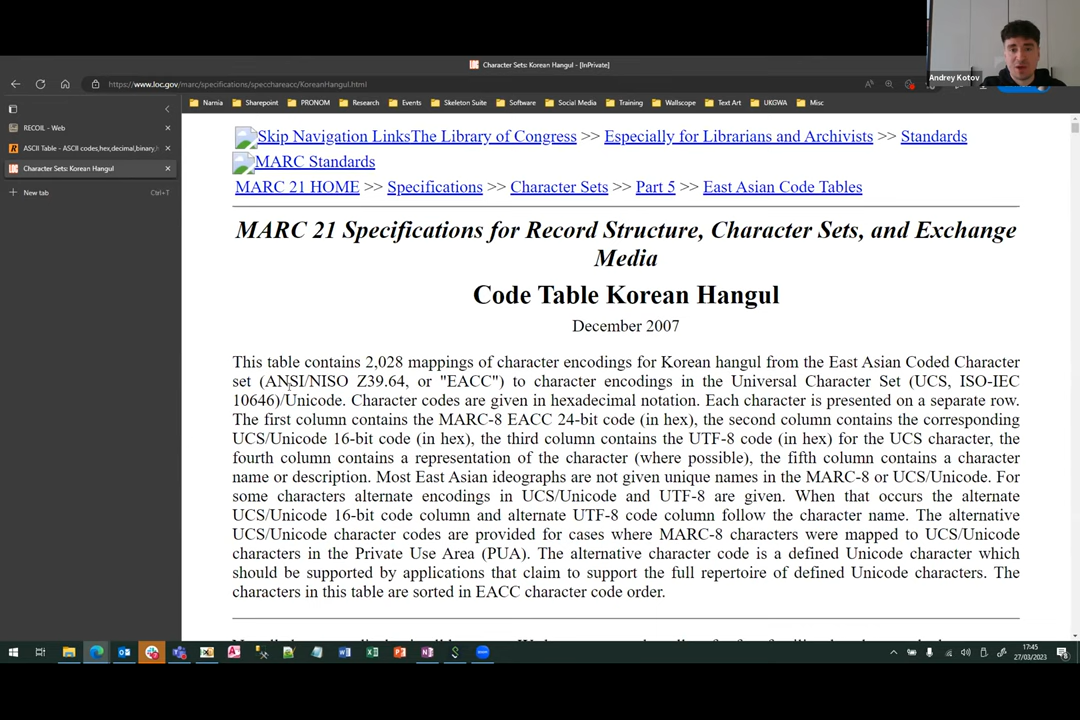 Character Sets: Korean Hangul - [InPrivate]
https://www.loc.gov/marc/specifications/speccharaecc/KoreanHangul.html
Andrey Kotov
Narnia Sharepoint PRONOM Research Events Skeleton Suite Software Social Media Training Wallscope Text Art UKGWA Misc
RECOIL - Web
ASCII Table - ASCII codes,hex,decimal,binary,
Character Sets: Korean Hangul
New tab Ctrl+T
Skip Navigation LinksThe Library of Congress >> Especially for Librarians and Archivists >> Standards
MARC Standards
MARC 21 HOME >> Specifications >> Character Sets >> Part 5 >> East Asian Code Tables
MARC 21 Specifications for Record Structure, Character Sets, and Exchange
Media
Code Table Korean Hangul
December 2007
This table contains 2,028 mappings of character encodings for Korean hangul from the East Asian Coded Character
set (ANSI/NISO Z39.64, or "EACC") to character encodings in the Universal Character Set (UCS, ISO-IEC
10646)/Unicode. Character codes are given in hexadecimal notation. Each character is presented on a separate row.
The first column contains the MARC-8 EACC 24-bit code (in hex), the second column contains the corresponding
UCS/Unicode 16-bit code (in hex), the third column contains the UTF-8 code (in hex) for the UCS character, the
fourth column contains a representation of the character (where possible), the fifth column contains a character
name or description. Most East Asian ideographs are not given unique names in the MARC-8 or UCS/Unicode. For
some characters alternate encodings in UCS/Unicode and UTF-8 are given. When that occurs the alternate
UCS/Unicode 16-bit code column and alternate UTF-8 code column follow the character name. The alternative
UCS/Unicode character codes are provided for cases where MARC-8 characters were mapped to UCS/Unicode
characters in the Private Use Area (PUA). The alternative character code is a defined Unicode character which
should be supported by applications that claim to support the full repertoire of defined Unicode characters. The
characters in this table are sorted in EACC character code order.
17:45
27/03/2023